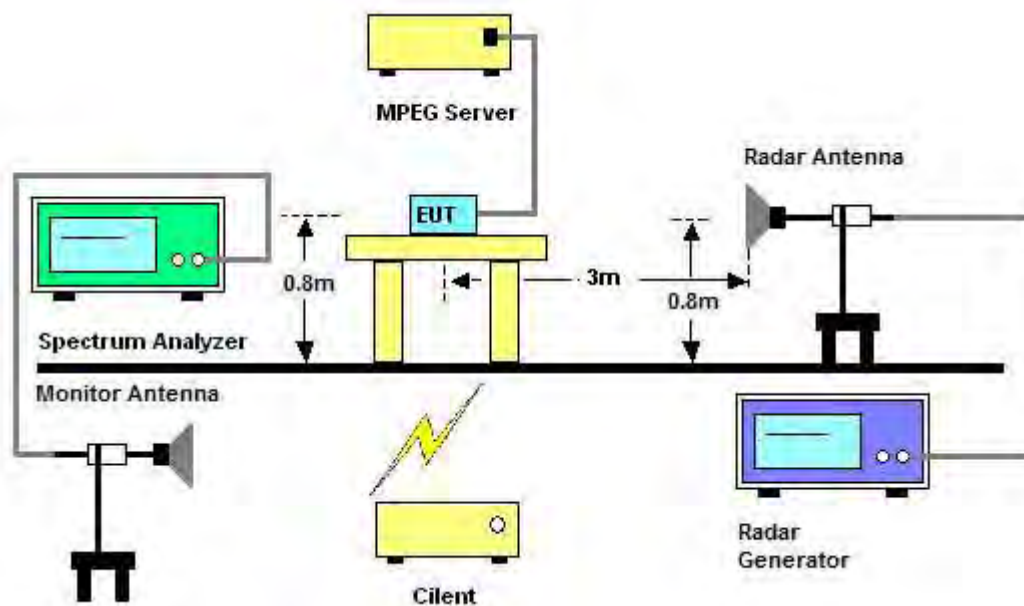 MPEG Server
Radar Antenna
EUT
0.8m
3m
0.8m
Spectrum Analyzer
Monitor Antenna
Radar
Generator
Cilent